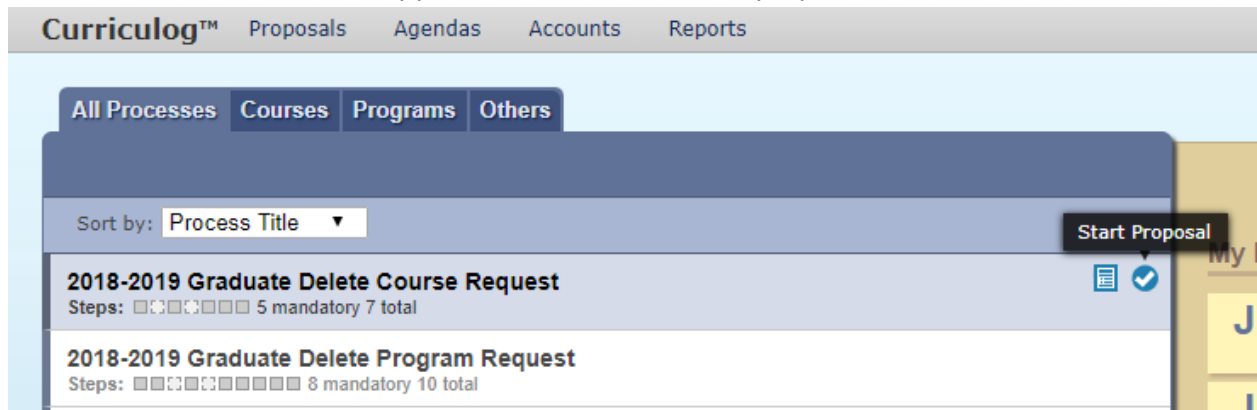 Curriculog™ Proposals Agendas Accounts Reports
All Processes Courses Programs Others
Sort by: Process Title
Start Proposal
My
2018-2019 Graduate Delete Course Request
Steps: 5 mandatory 7 total
J
2018-2019 Graduate Delete Program Request
Steps: 8 mandatory 10 total